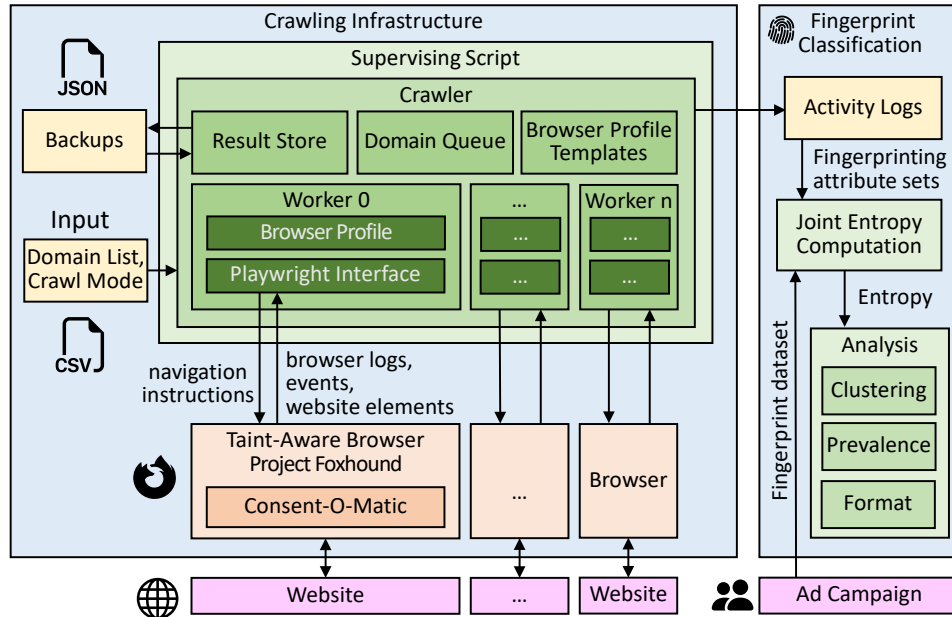 Crawling Infrastructure
Supervising Script
Crawler
JSON
Backups
Result Store
Domain Queue
Browser Profile
Templates
Input
Domain List,
Crawl Mode
CSV
Worker 0
Browser Profile
Playwright Interface
...
...
...
Worker n
...
...
navigation
instructions
browser logs,
events,
website elements
Taint-Aware Browser
Project Foxhound
Consent-O-Matic
...
Browser
Website
...
Website
Fingerprint
Classification
Activity Logs
Fingerprinting
attribute sets
Joint Entropy
Computation
Entropy
Fingerprint dataset
Analysis
Clustering
Prevalence
Format
Ad Campaign